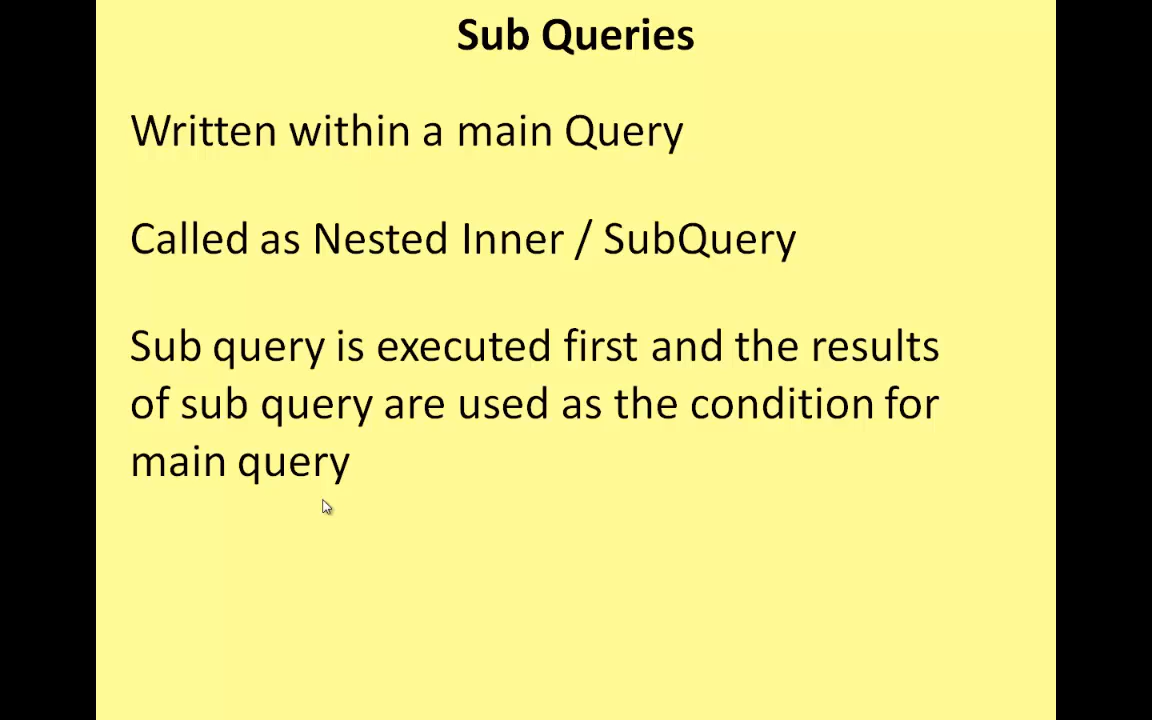 Sub Queries
Written within a main Query
Called as Nested Inner / SubQuery
Sub query is executed first and the results
of sub query are used as the condition for
main query